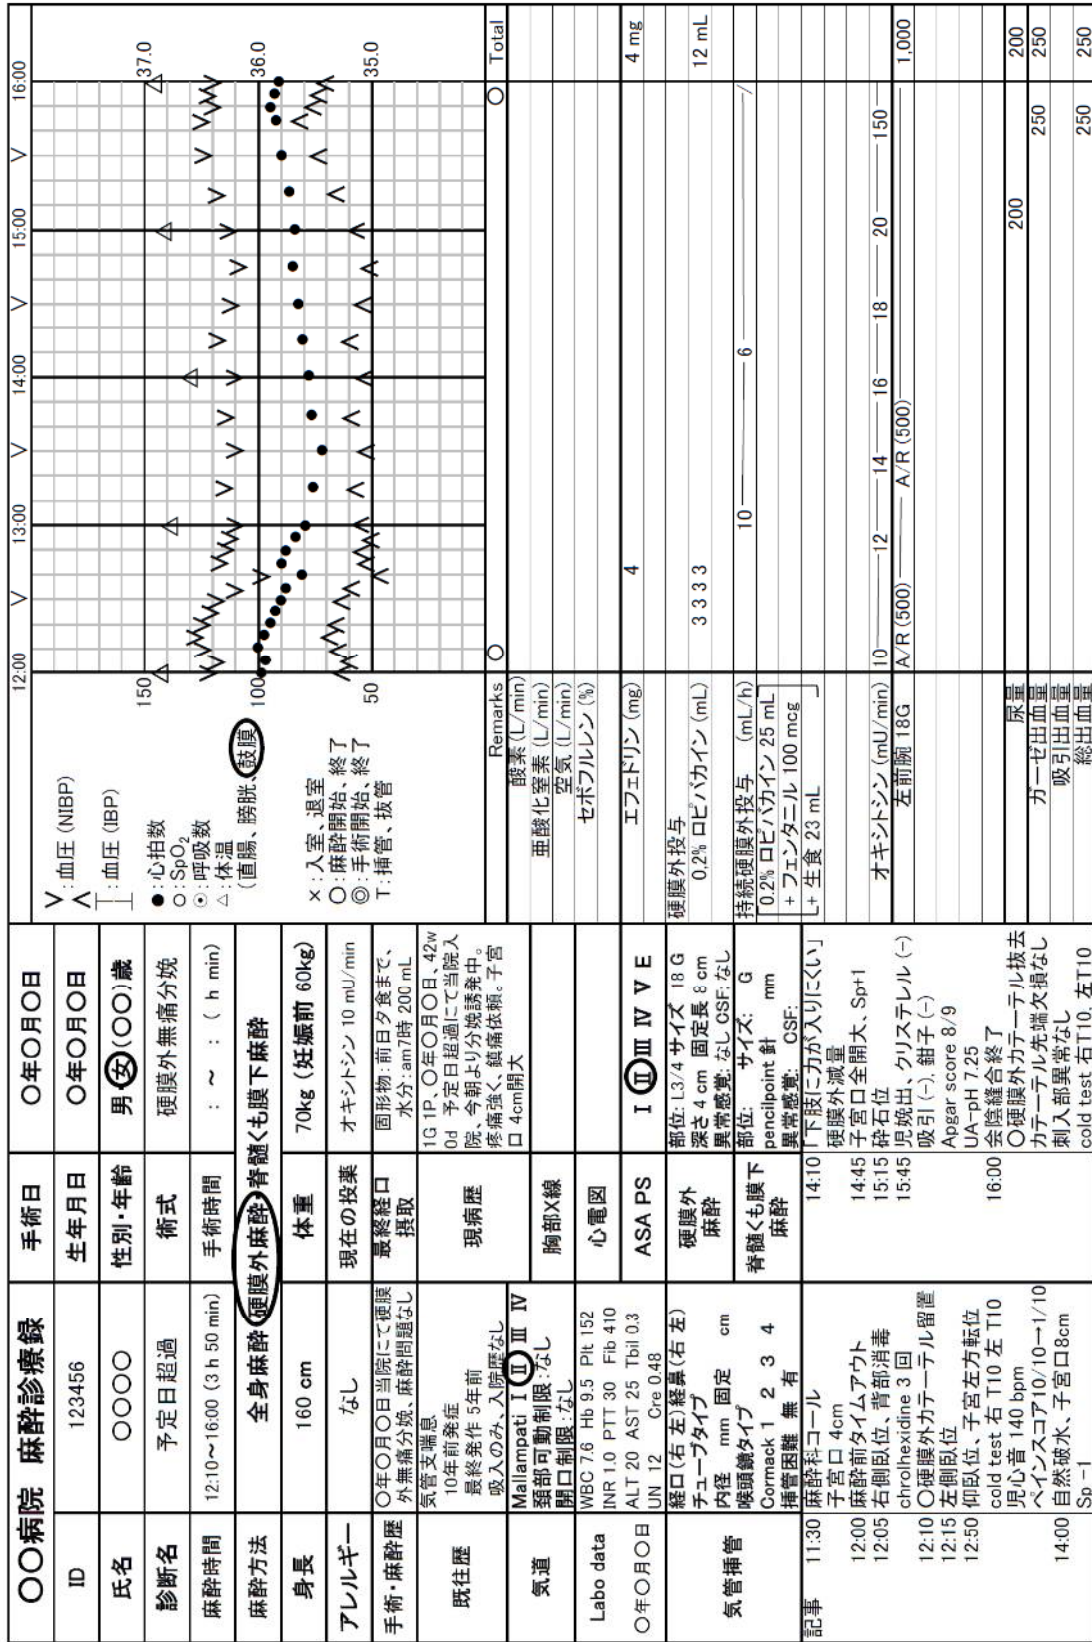 〇〇病院 麻酔診療録
手術日
〇年〇月〇日
ID
123456
生年月日
〇年〇月〇日
氏名
〇〇〇〇
性別・年齢
男・女(〇〇)歳
診断名
予定日超過
術式
硬膜外無痛分娩
麻酔時間
12:10~16:00 (3 h 50 min)
手術時間
: ~ : ( h min)
麻酔方法
全身麻酔・硬膜外麻酔・脊髄くも膜下麻酔
身長
160 cm
体重
70kg (妊娠前 60kg)
アレルギー
なし
現在の投薬
オキシトシン 10 mU/min
手術・麻酔歴
〇年〇月〇日当院にて硬膜
外無痛分娩、麻酔問題なし
最終経口
摂取
固形物:前日夕食まで、
水分:am7時 200 mL
既往歴
気管支喘息
10年前発症
最終発作 5年前
吸入のみ、入院歴なし
現病歴
1G 1P、〇年〇月〇日、42w
0d 予定日超過にて当院入
院、今朝より分娩誘発中。
疼痛強く、鎮痛依頼。子宮
口 4cm開大
気道
Mallampati I II III IV
頚部可動制限:なし
開口制限:なし
胸部X線
Labo data
〇年〇月〇日
WBC 7.6 Hb 9.5 Plt 152
INR 1.0 PTT 30 Fib 410
ALT 20 AST 25 Tbil 0.3
UN 12 Cre 0.48
心電図
ASA PS
I II III IV V E
気管挿管
経口(右 左)経鼻(右 左)
チューブタイプ
内径 mm 固定 cm
喉頭鏡タイプ
Cormack 1 2 3 4
挿管困難 無 有
硬膜外
麻酔
部位: L3/4 サイズ 18 G
深さ 4 cm 固定長 8 cm
異常感覚:なし CSF:なし
脊髄くも膜下
麻酔
部位: サイズ: G
pencilpoint 針 mm
異常感覚: CSF:
記事
11:30 麻酔科コール
子宮口 4cm
12:00 麻酔前タイムアウト
12:05 右側臥位、背部消毒
chrolhexidine 3 回
12:10 〇硬膜外カテーテル留置
12:15 左側臥位
12:50 仰臥位、子宮左方転位
cold test 右 T10 左 T10
児心音 140 bpm
ペインスコア10/10→1/10
14:00 自然破水、子宮口8cm
Sp -1
14:10 「下肢に力が入りにくい」
硬膜外減量
14:45 子宮口全開大、Sp+1
15:15 砕石位
15:45 児娩出、クリステレル (-)
吸引 (-)、鉗子 (-)
Apgar score 8/9
UA-pH 7.25
16:00 会陰縫合終了
〇硬膜外カテーテル抜去
カテーテル先端欠損なし
刺入部異常なし
cold test 右T10、左T10
12:00 V 13:00 V 14:00 V 15:00 V 16:00
∨
∧:血圧 (NIBP)
:血圧 (IBP)
●:心拍数
○:SpO₂
⊙:呼吸数
△:体温
(直腸、膀胱、鼓膜)
×:入室、退室
〇:麻酔開始、終了
◎:手術開始、終了
T:挿管、抜管
150
100
50
37.0
36.0
35.0
Remarks 〇 〇 Total
酸素 (L/min)
亜酸化窒素 (L/min)
空気 (L/min)
セボフルレン (%)
エフェドリン (mg) 4 4 mg
硬膜外投与
0.2% ロピバカイン (mL) 3 3 3 3 12 mL
持続硬膜外投与 (mL/h) 10 6 /
0.2% ロピバカイン 25 mL
+ フェンタニル 100 mcg
+ 生食 23 mL
オキシトシン (mU/min) 10 12 14 16 18 20 150
左前腕 18G A/R (500) A/R (500) 1,000
尿量 200 200
ガーゼ出血量 250 250
吸引出血量
総出血量 250 250